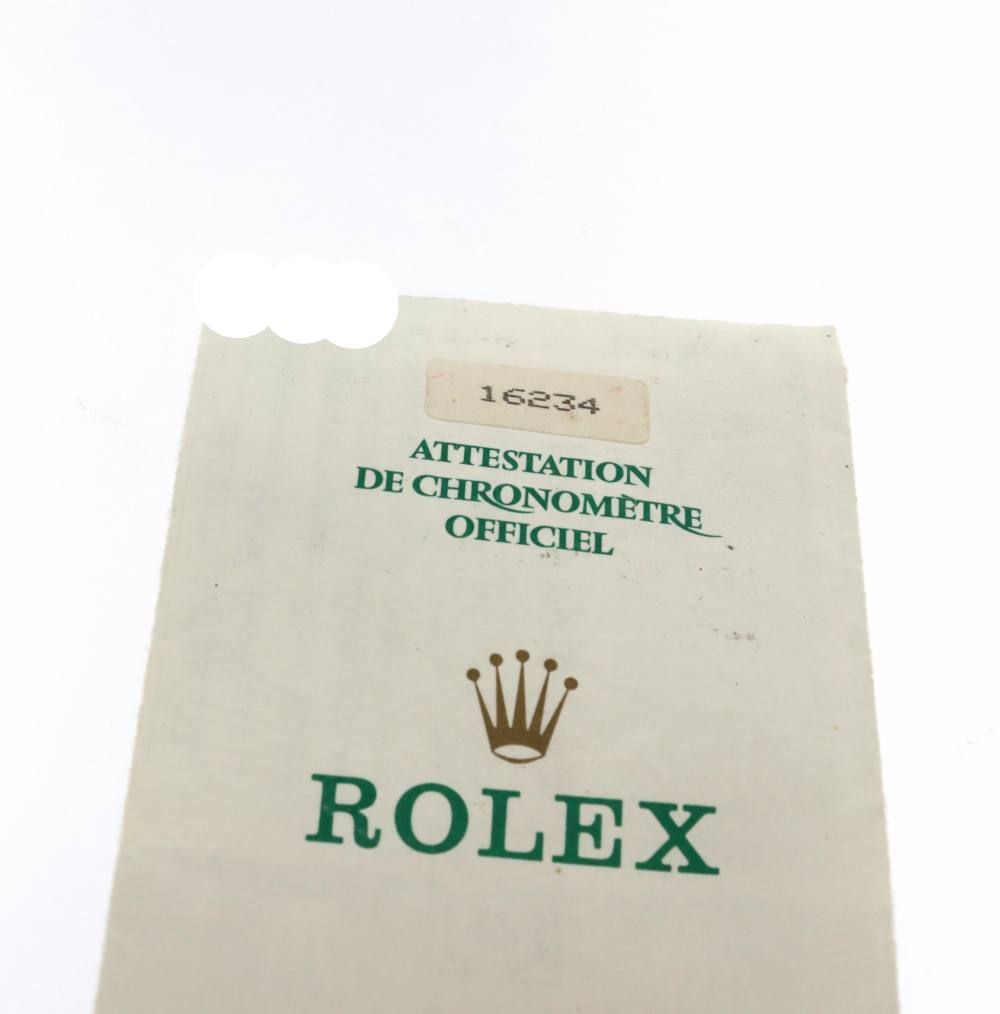 16234
ATTESTATION
DE CHRONOMÈTRE
OFFICIEL
ROLEX